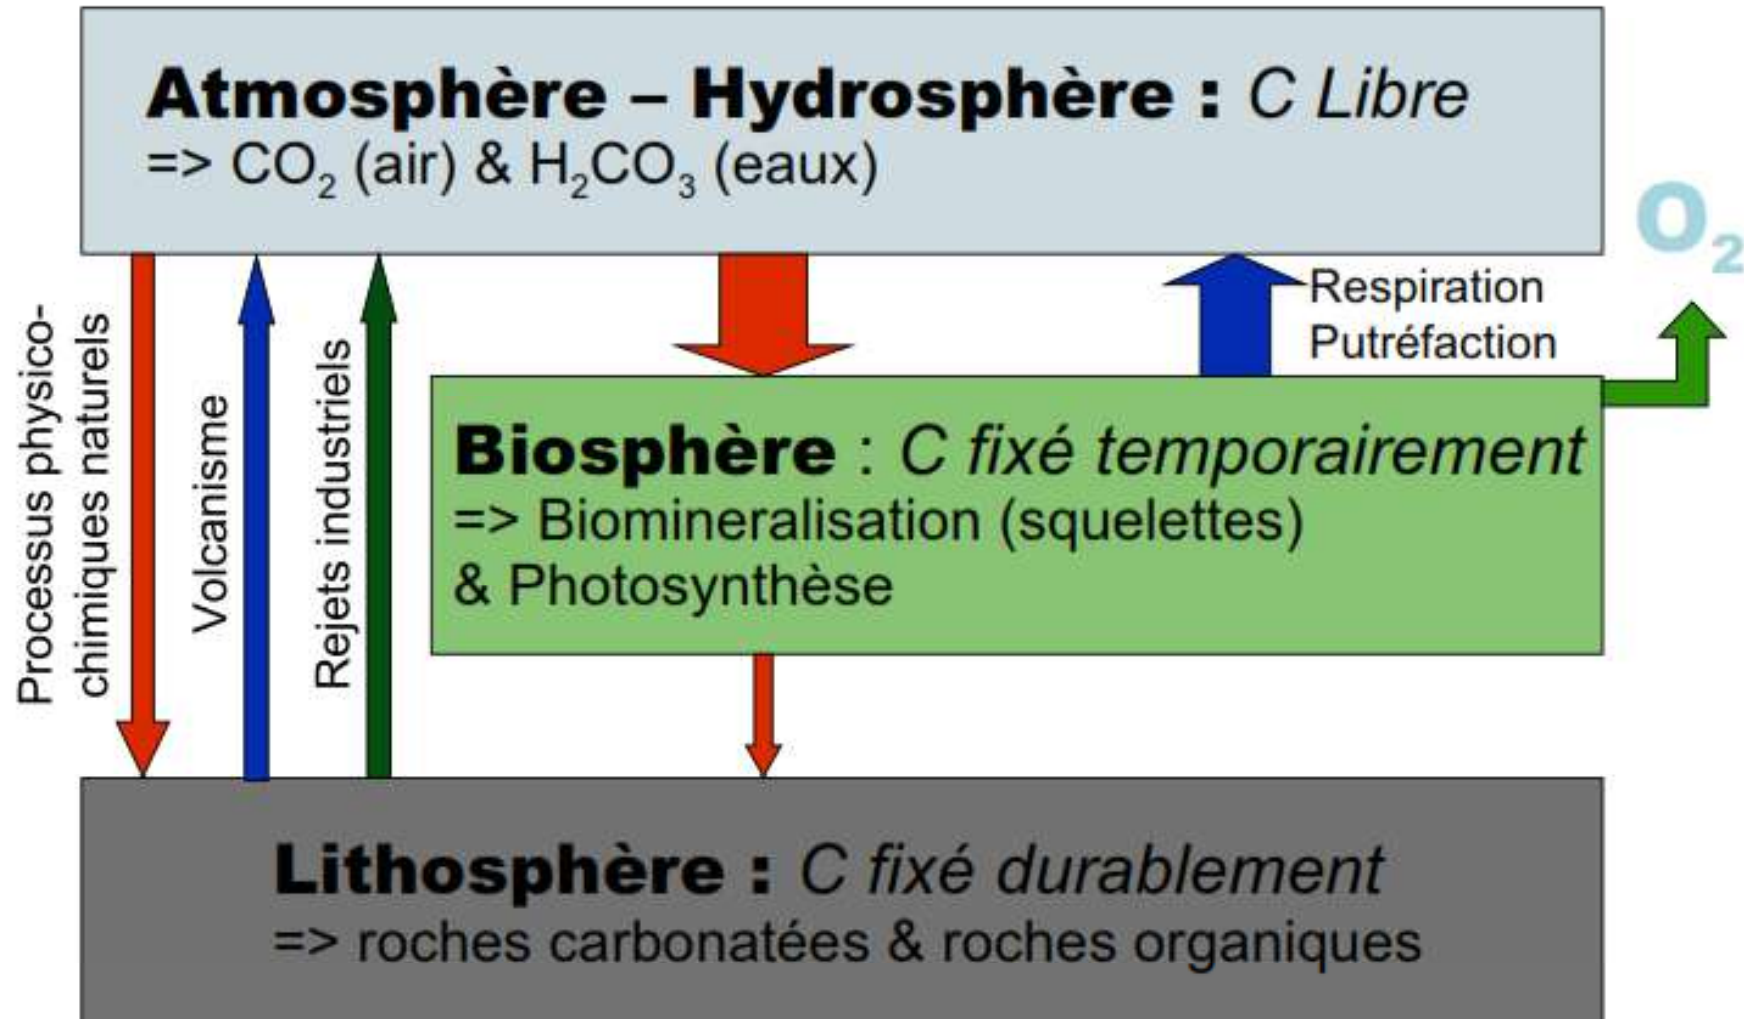 Atmosphère – Hydrosphère : C Libre
=> CO₂ (air) & H₂CO₃ (eaux)
O₂
Processus physico-
chimiques naturels
Volcanisme
Rejets industriels
Respiration
Putréfaction
Biosphère : C fixé temporairement
=> Biomineralisation (squelettes)
& Photosynthèse
Lithosphère : C fixé durablement
=> roches carbonatées & roches organiques